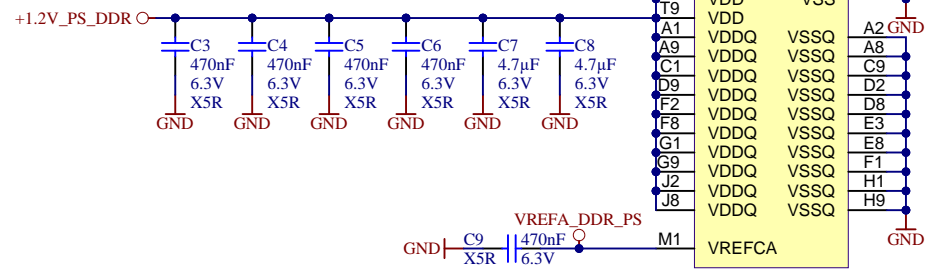 VDD VSS
+1.2V_PS_DDR T9 VDD GND
A1 VDDQ VSSQ A2
C3 C4 C5 C6 C7 C8 A9 VDDQ VSSQ A8
470nF 470nF 470nF 470nF 4.7µF 4.7µF C1 VDDQ VSSQ C9
6.3V 6.3V 6.3V 6.3V 6.3V 6.3V D9 VDDQ VSSQ D2
X5R X5R X5R X5R X5R X5R F2 VDDQ VSSQ D8
GND GND GND GND GND GND F8 VDDQ VSSQ E3
G1 VDDQ VSSQ E8
G9 VDDQ VSSQ F1
J2 VDDQ VSSQ H1
J8 VDDQ VSSQ H9
VREFA_DDR_PS GND
GND C9 470nF M1 VREFCA
X5R 6.3V